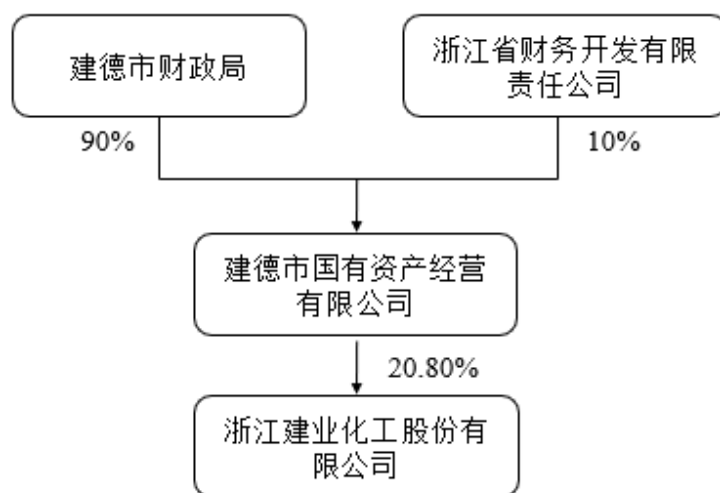 建德市财政局
浙江省财务开发有限
责任公司
90%
10%
建德市国有资产经营
有限公司
20.80%
浙江建业化工股份有
限公司